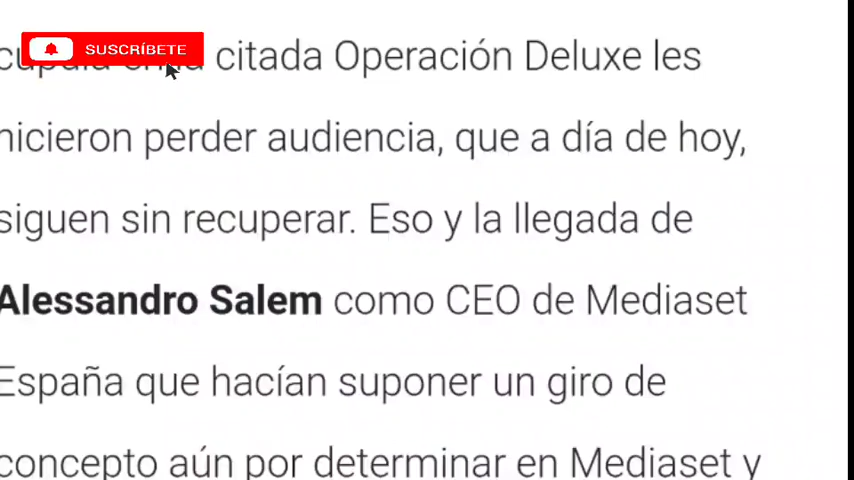 SUSCRÍBETE
citada Operación Deluxe les
hicieron perder audiencia, que a día de hoy,
siguen sin recuperar. Eso y la llegada de
Alessandro Salem como CEO de Mediaset
España que hacían suponer un giro de
concepto aún por determinar en Mediaset y